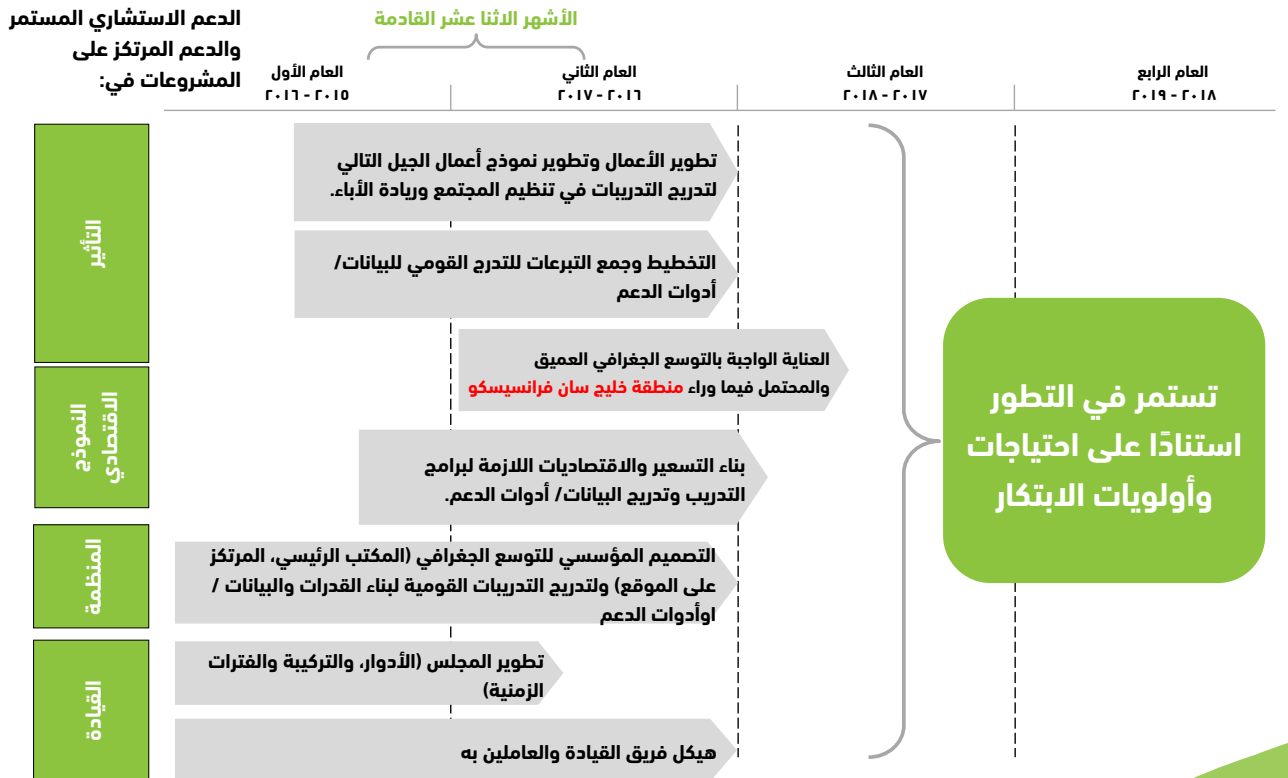 الدعم الاستشاري المستمر
والدعم المرتكز على
المشروعات في:
الأشهر الاثنا عشر القادمة
العام الأول
٢٠١٥ - ٢٠١٦
العام الثاني
٢٠١٦ - ٢٠١٧
العام الثالث
٢٠١٧ - ٢٠١٨
العام الرابع
٢٠١٨ - ٢٠١٩
التأثير
تطوير الأعمال وتطوير نموذج أعمال الجيل التالي
لتدريج التدريبات في تنظيم المجتمع وريادة الأباء.
التخطيط وجمع التبرعات للتدرج القومي للبيانات/
أدوات الدعم
العناية الواجبة بالتوسع الجغرافي العميق
والمحتمل فيما وراء منطقة خليج سان فرانسيسكو
النموذج
الاقتصادي
بناء التسعير والاقتصاديات اللازمة لبرامج
التدريب وتدريج البيانات/ أدوات الدعم.
المنظمة
التصميم المؤسسي للتوسع الجغرافي (المكتب الرئيسي، المرتكز
على الموقع) ولتدريج التدريبات القومية لبناء القدرات والبيانات /
اوأدوات الدعم
القيادة
تطوير المجلس (الأدوار، والتركيبة والفترات
الزمنية)
هيكل فريق القيادة والعاملين به
تستمر في التطور
استنادًا على احتياجات
وأولويات الابتكار